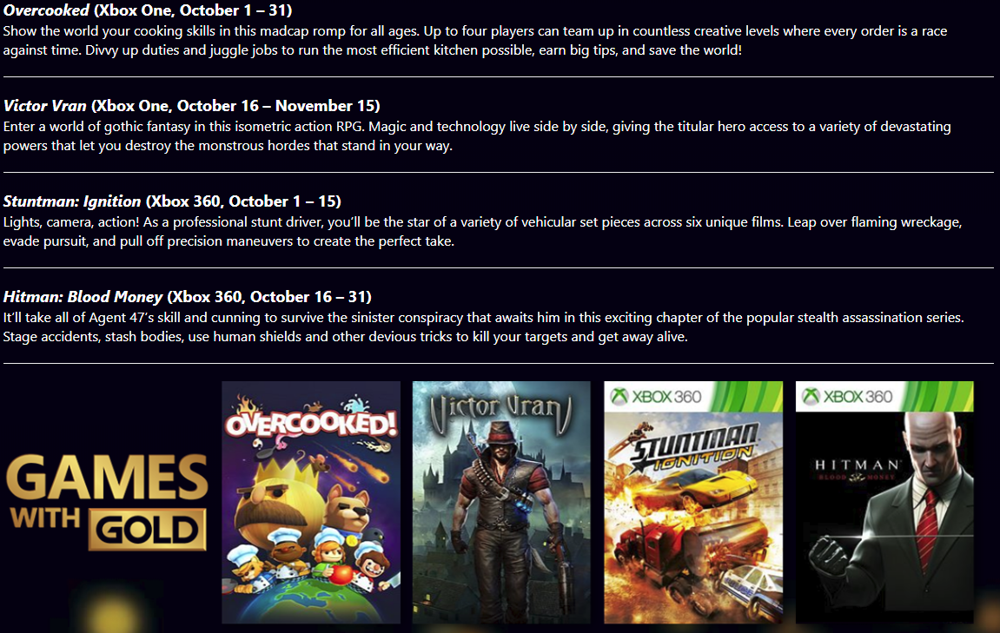 Overcooked (Xbox One, October 1 – 31)
Show the world your cooking skills in this madcap romp for all ages. Up to four players can team up in countless creative levels where every order is a race
against time. Divvy up duties and juggle jobs to run the most efficient kitchen possible, earn big tips, and save the world!
Victor Vran (Xbox One, October 16 – November 15)
Enter a world of gothic fantasy in this isometric action RPG. Magic and technology live side by side, giving the titular hero access to a variety of devastating
powers that let you destroy the monstrous hordes that stand in your way.
Stuntman: Ignition (Xbox 360, October 1 – 15)
Lights, camera, action! As a professional stunt driver, you’ll be the star of a variety of vehicular set pieces across six unique films. Leap over flaming wreckage,
evade pursuit, and pull off precision maneuvers to create the perfect take.
Hitman: Blood Money (Xbox 360, October 16 – 31)
It’ll take all of Agent 47’s skill and cunning to survive the sinister conspiracy that awaits him in this exciting chapter of the popular stealth assassination series.
Stage accidents, stash bodies, use human shields and other devious tricks to kill your targets and get away alive.
GAMES
WITH GOLD
OVERCOOKED!
Victor Vran
XBOX 360
STUNTMAN
IGNITION
XBOX 360
HITMAN
BLOOD MONEY